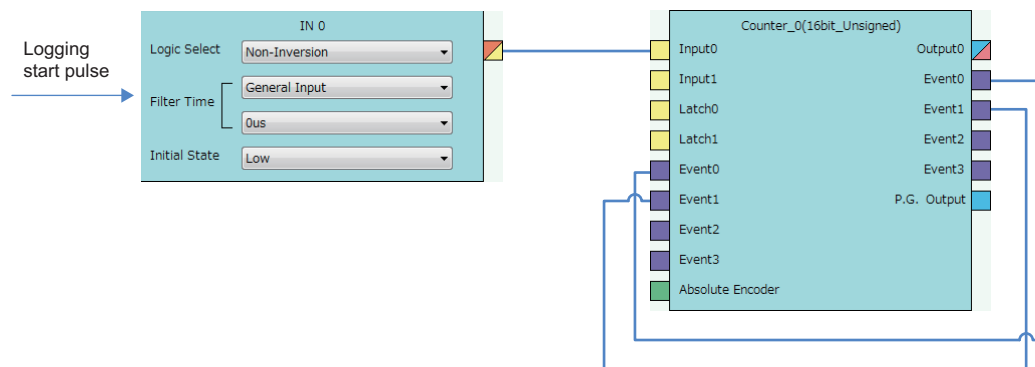 Logging
start pulse
IN 0
Logic Select
Non-Inversion
Filter Time
General Input
0us
Initial State
Low
Counter_0(16bit_Unsigned)
Input0
Output0
Input1
Event0
Latch0
Event1
Latch1
Event2
Event0
Event3
Event1
P.G. Output
Event2
Event3
Absolute Encoder